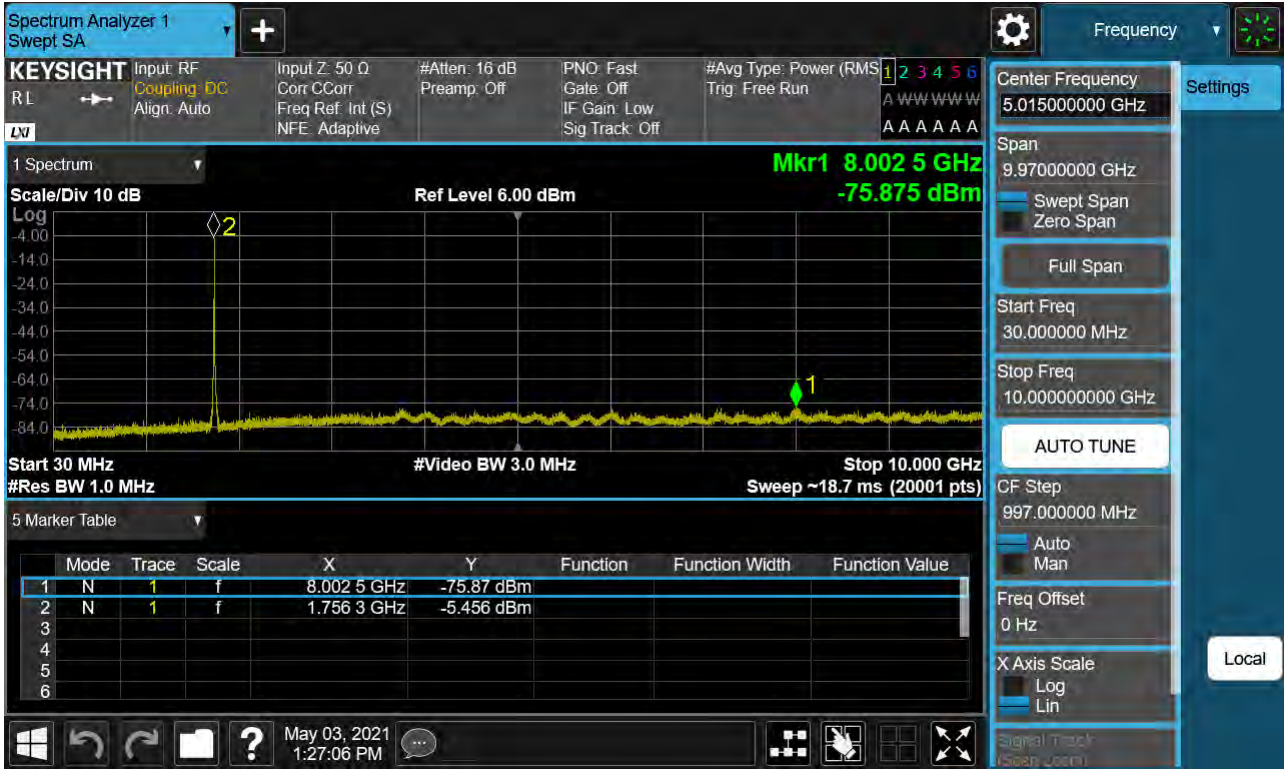 Spectrum Analyzer 1
Swept SA
+
Frequency
KEYSIGHT
RL
LXI
Input: RF
Coupling: DC
Align: Auto
Input Z: 50 Ω
Corr CCorr
Freq Ref: Int (S)
NFE: Adaptive
#Atten: 16 dB
Preamp: Off
PNO: Fast
Gate: Off
IF Gain: Low
Sig Track: Off
#Avg Type: Power (RMS
Trig: Free Run
1 2 3 4 5 6
A W W W W W
A A A A A A
Center Frequency
5.015000000 GHz
Settings
Span
9.97000000 GHz
Swept Span
Zero Span
Full Span
Start Freq
30.000000 MHz
Stop Freq
10.000000000 GHz
AUTO TUNE
CF Step
997.000000 MHz
Auto
Man
Freq Offset
0 Hz
X Axis Scale
Log
Lin
Signal Track
(Span Zoom)
Local
1 Spectrum
Mkr1 8.002 5 GHz
Scale/Div 10 dB
Ref Level 6.00 dBm
-75.875 dBm
Log
-4.00
-14.0
-24.0
-34.0
-44.0
-54.0
-64.0
-74.0
-84.0
2
1
Start 30 MHz
#Video BW 3.0 MHz
Stop 10.000 GHz
#Res BW 1.0 MHz
Sweep ~18.7 ms (20001 pts)
5 Marker Table
Mode Trace Scale X Y Function Function Width Function Value
1 N 1 f 8.002 5 GHz -75.87 dBm
2 N 1 f 1.756 3 GHz -5.456 dBm
3
4
5
6
?
May 03, 2021
1:27:06 PM